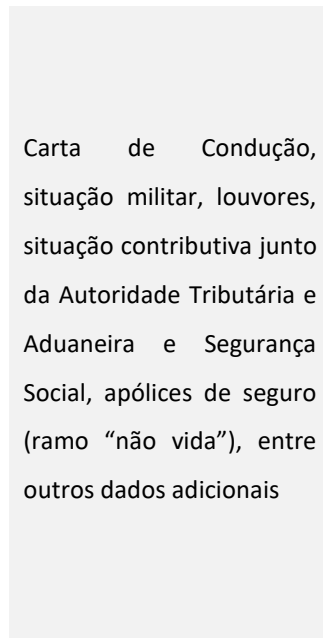 Carta de Condução,
situação militar, louvores,
situação contributiva junto
da Autoridade Tributária e
Aduaneira e Segurança
Social, apólices de seguro
(ramo “não vida”), entre
outros dados adicionais